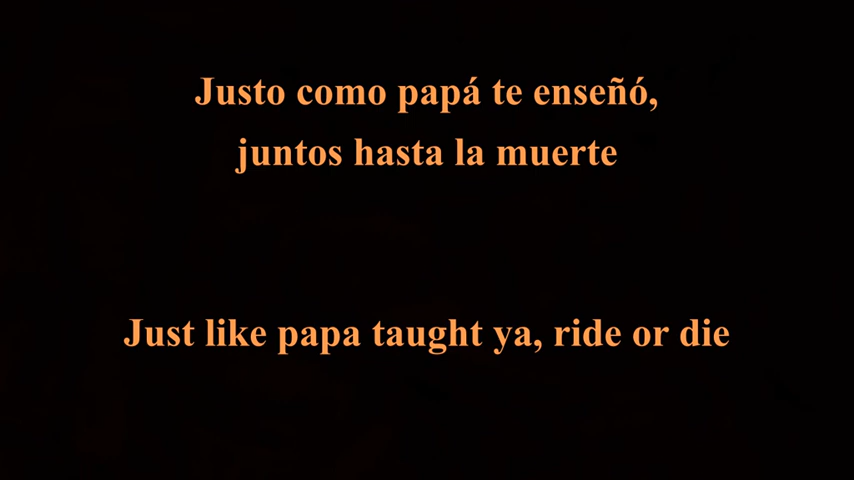 Justo como papá te enseñó,
juntos hasta la muerte
Just like papa taught ya, ride or die